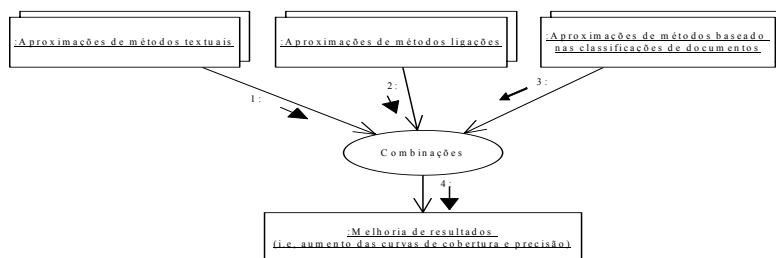 :Aproximações de métodos textuais
:Aproximações de métodos ligações
:Aproximações de métodos baseado
nas classificações de documentos
1:
2:
3:
Combinações
4:
:Melhoria de resultados
(i.e, aumento das curvas de cobertura e precisão)